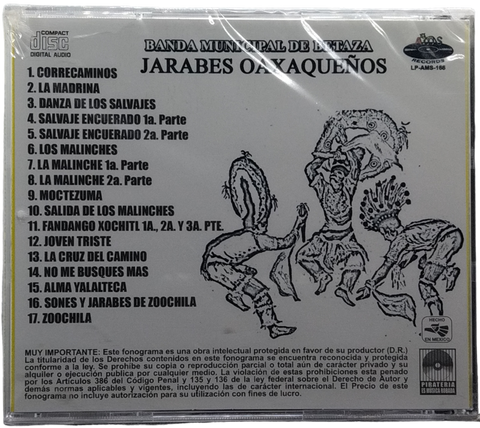 COMPACT
disc
DIGITAL AUDIO
BANDA MUNICIPAL DE BETAZA
JARABES OAXAQUEÑOS
RECORDS
LP-AMS-186
1. CORRECAMINOS
2. LA MADRINA
3. DANZA DE LOS SALVAJES
4. SALVAJE ENCUERADO 1a. Parte
5. SALVAJE ENCUERADO 2a. Parte
6. LOS MALINCHES
7. LA MALINCHE 1a. Parte
8. LA MALINCHE 2a. Parte
9. MOCTEZUMA
10. SALIDA DE LOS MALINCHES
11. FANDANGO XOCHITL 1A., 2A. Y 3A. PTE.
12. JOVEN TRISTE
13. LA CRUZ DEL CAMINO
14. NO ME BUSQUES MAS
15. ALMA YALALTECA
16. SONES Y JARABES DE ZOOCHILA
17. ZOOCHILA
HECHO
EN MEXICO
MUY IMPORTANTE: Este fonograma es una obra intelectual protegida en favor de su productor (D.R.)
La titularidad de los Derechos contenidos en este fonograma se encuentra reconocida y protegida
conforme a la ley. Se prohibe su copia o reproducción parcial o total aún de carácter privado y su
alquiler o ejecución publica por cualquier medio. La violación de estas prohibiciones esta penado
por los Artículos 386 del Código Penal y 135 y 136 de la ley federal sobre el Derecho de Autor y
demás normas aplicables y vigentes, incluyendo las de carácter internacional. El Precio de este
fonograma no incluye autorización para su utilización con fines de lucro.
PIRATERIA